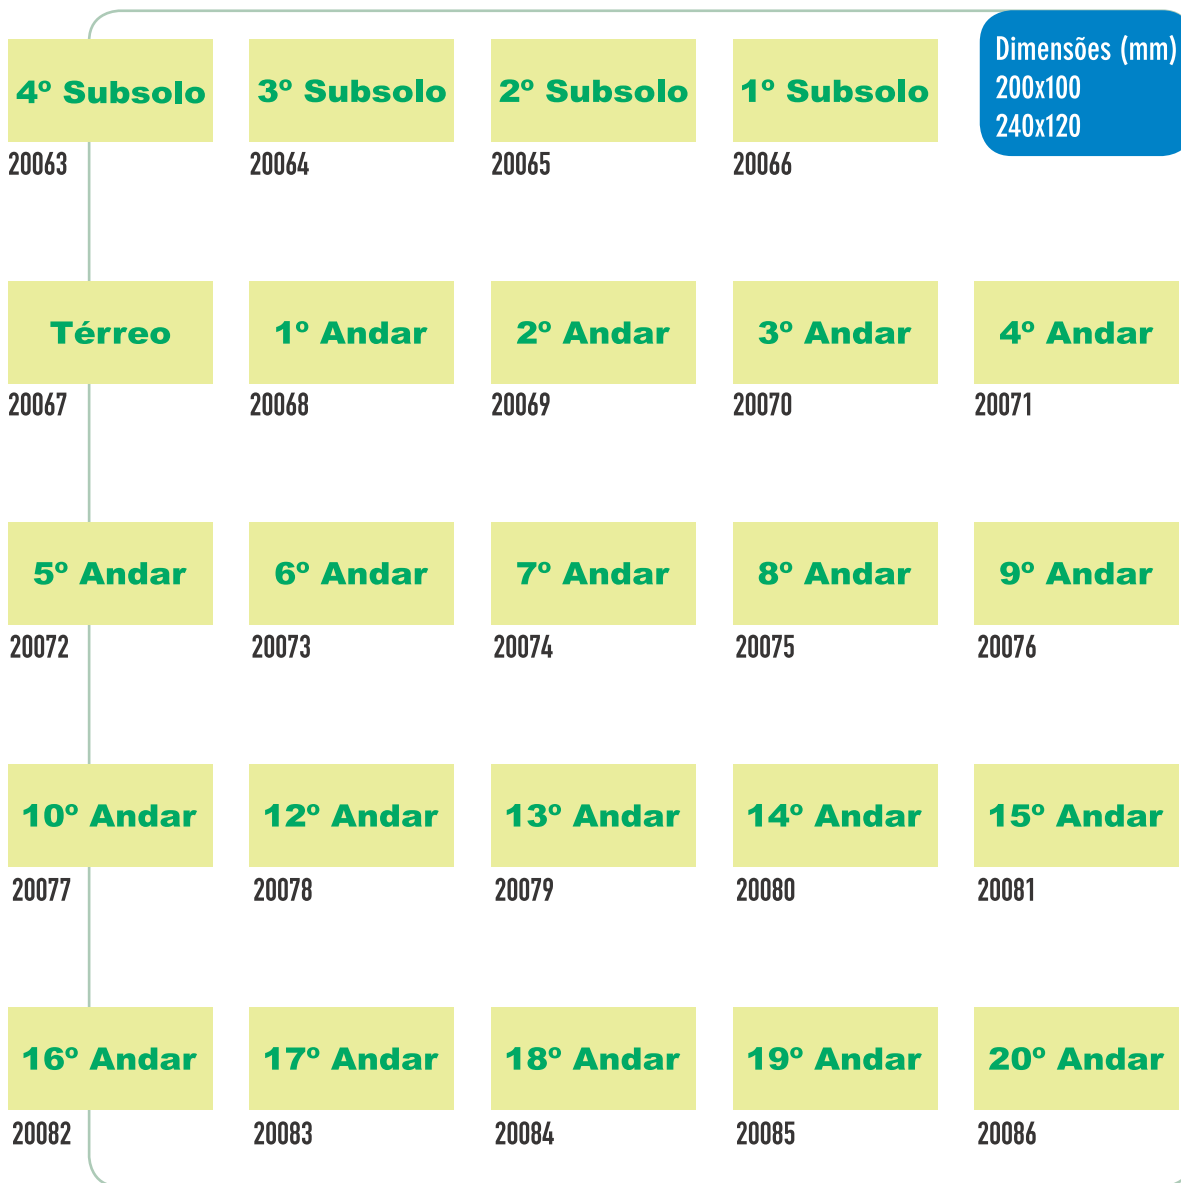 4º Subsolo
3º Subsolo
2º Subsolo
1º Subsolo
Dimensões (mm)
200x100
240x120
20063
20064
20065
20066
Térreo
1º Andar
2º Andar
3º Andar
4º Andar
20067
20068
20069
20070
20071
5º Andar
6º Andar
7º Andar
8º Andar
9º Andar
20072
20073
20074
20075
20076
10º Andar
12º Andar
13º Andar
14º Andar
15º Andar
20077
20078
20079
20080
20081
16º Andar
17º Andar
18º Andar
19º Andar
20º Andar
20082
20083
20084
20085
20086